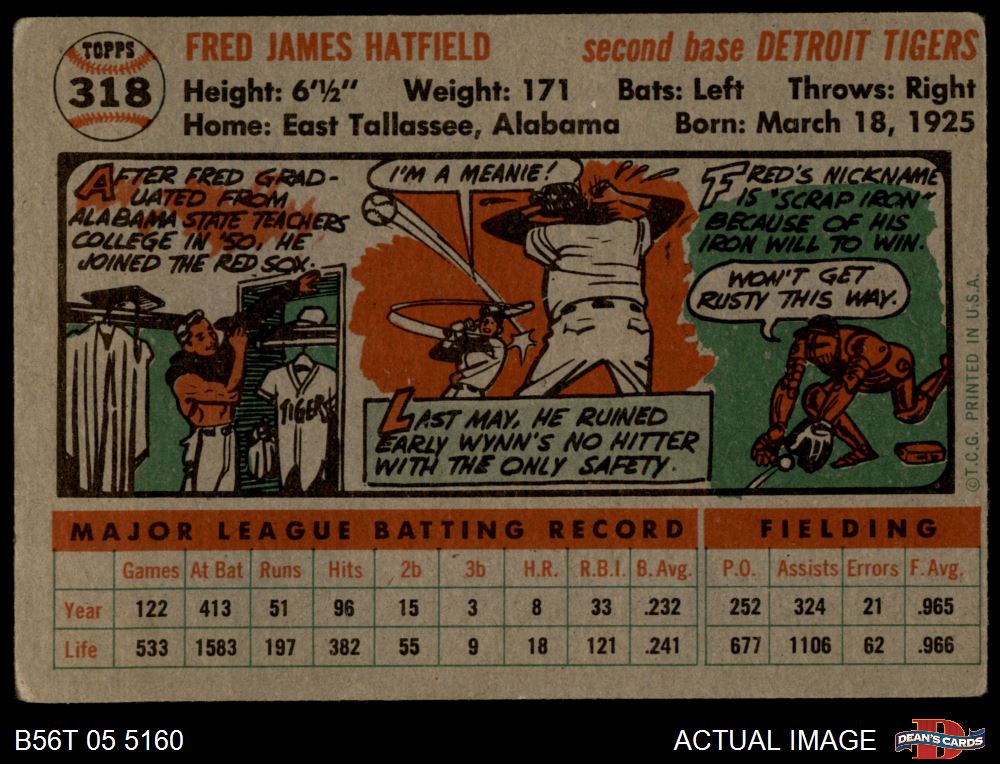 TOPPS
318
FRED JAMES HATFIELD second base DETROIT TIGERS
Height: 6'½" Weight: 171 Bats: Left Throws: Right
Home: East Tallassee, Alabama Born: March 18, 1925
AFTER FRED GRAD-
UATED FROM
ALABAMA STATE TEACHERS
COLLEGE IN '50, HE
JOINED THE RED SOX.
TIGERS
I'M A MEANIE!
LAST MAY, HE RUINED
EARLY WYNN'S NO HITTER
WITH THE ONLY SAFETY.
FRED'S NICKNAME
IS "SCRAP IRON"
BECAUSE OF HIS
IRON WILL TO WIN.
WON'T GET
RUSTY THIS WAY.
©T.C.G. PRINTED IN U.S.A.
MAJOR LEAGUE BATTING RECORD FIELDING
Games At Bat Runs Hits 2b 3b H.R. R.B.I. B. Avg. P.O. Assists Errors F. Avg.
Year 122 413 51 96 15 3 8 33 .232 252 324 21 .965
Life 533 1583 197 382 55 9 18 121 .241 677 1106 62 .966
B56T 05 5160 ACTUAL IMAGE DEAN'S CARDS